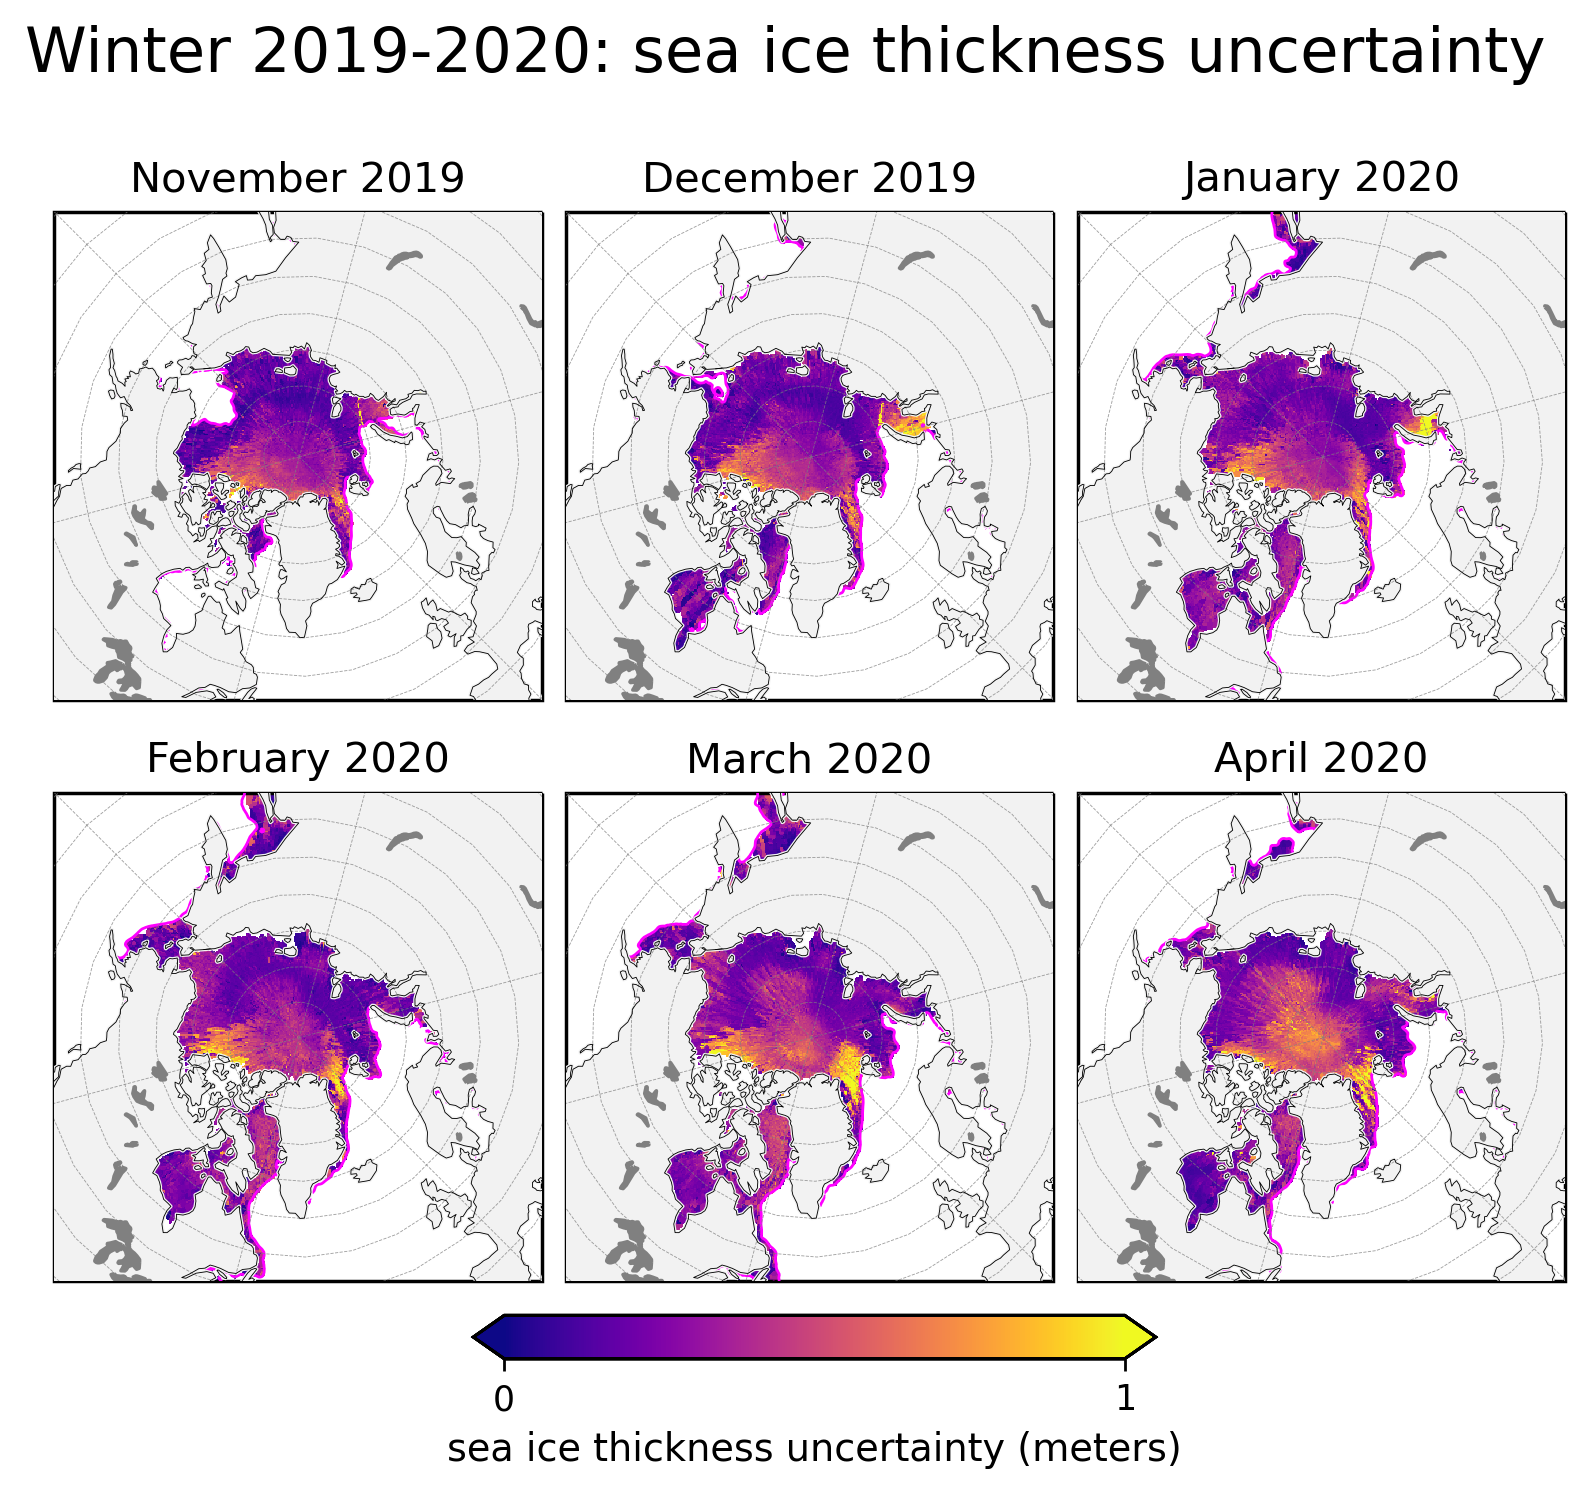 Winter 2019-2020: sea ice thickness uncertainty
November 2019
December 2019
January 2020
February 2020
March 2020
April 2020
0
1
sea ice thickness uncertainty (meters)